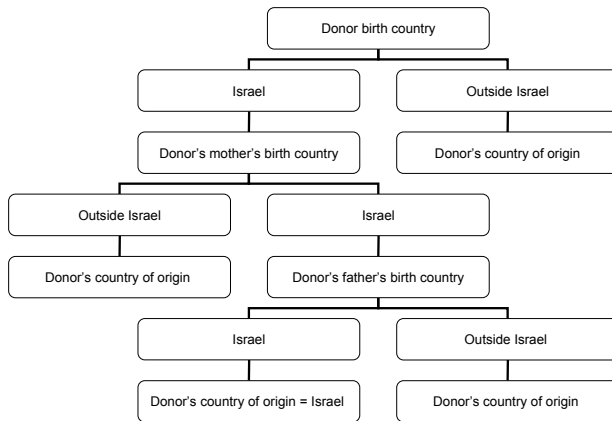 Donor birth country
Israel
Outside Israel
Donor's mother's birth country
Donor's country of origin
Outside Israel
Israel
Donor's country of origin
Donor's father's birth country
Israel
Outside Israel
Donor's country of origin = Israel
Donor's country of origin